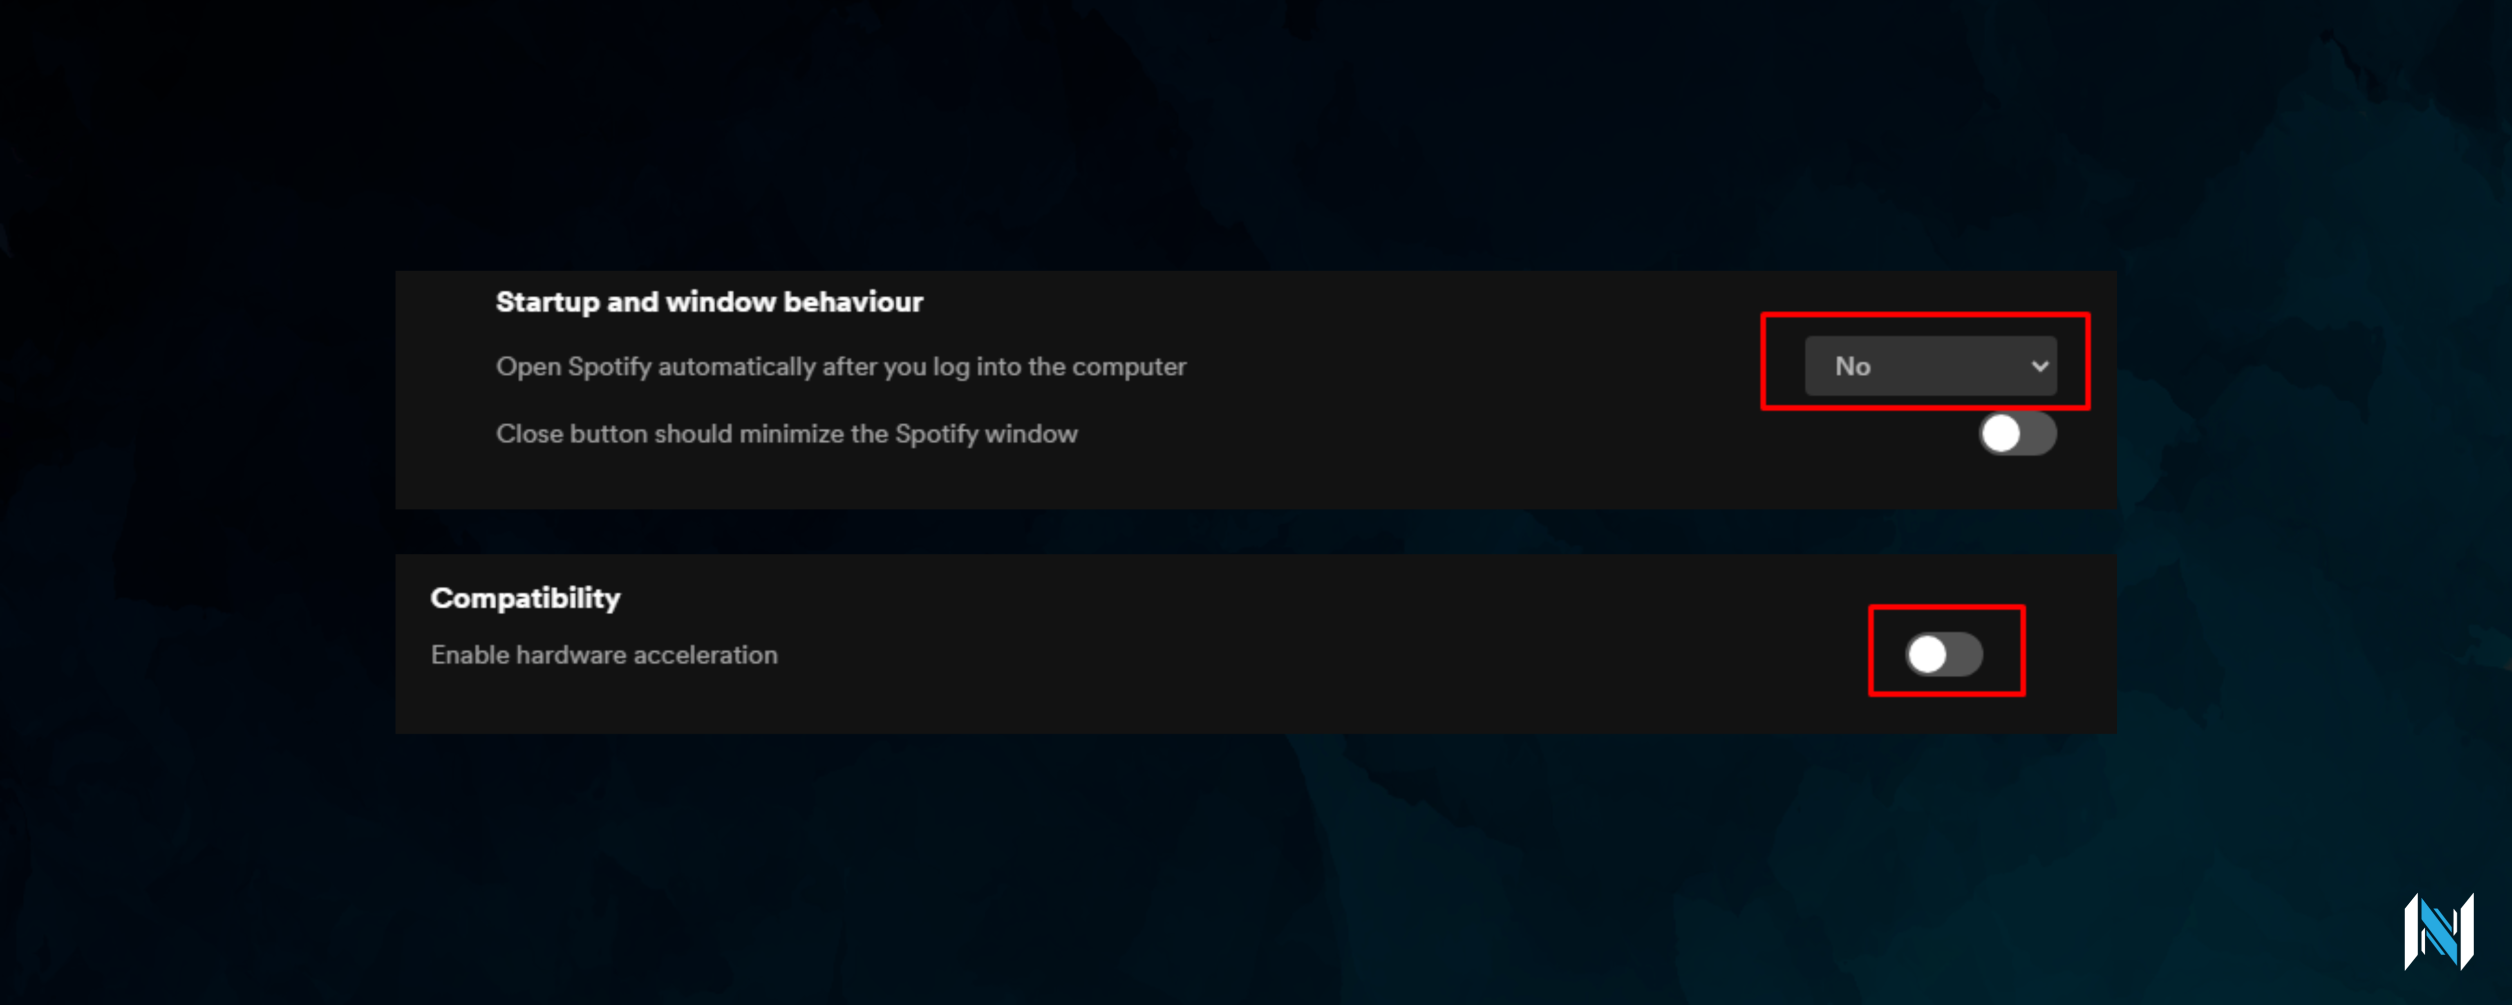 Startup and window behaviour
Open Spotify automatically after you log into the computer
No
Close button should minimize the Spotify window
Compatibility
Enable hardware acceleration